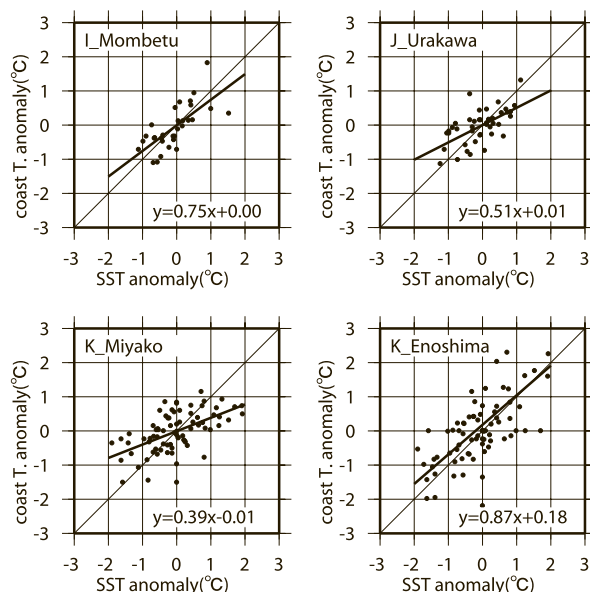 3
2
1
0
-1
-2
-3
coast T. anomaly(℃)
I_Mombetu
y=0.75x+0.00
-3 -2 -1 0 1 2 3
SST anomaly(℃)
3
2
1
0
-1
-2
-3
coast T. anomaly(℃)
J_Urakawa
y=0.51x+0.01
-3 -2 -1 0 1 2 3
SST anomaly(℃)
3
2
1
0
-1
-2
-3
coast T. anomaly(℃)
K_Miyako
y=0.39x-0.01
-3 -2 -1 0 1 2 3
SST anomaly(℃)
3
2
1
0
-1
-2
-3
coast T. anomaly(℃)
K_Enoshima
y=0.87x+0.18
-3 -2 -1 0 1 2 3
SST anomaly(℃)